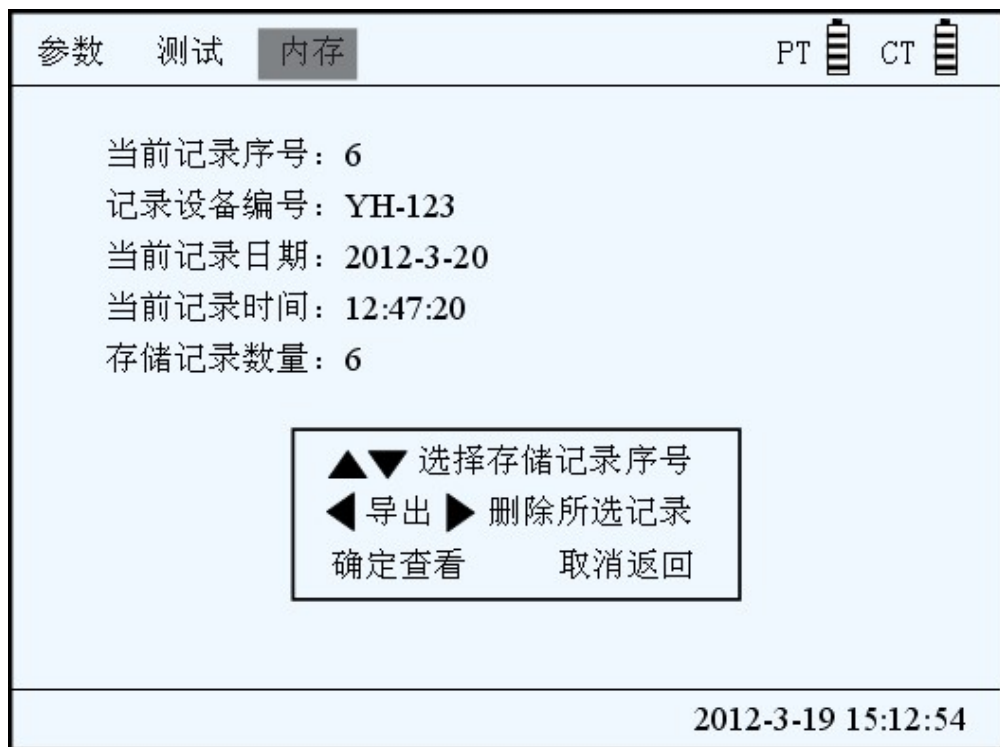 参数 测试 内存 PT CT
当前记录序号：6
记录设备编号：YH-123
当前记录日期：2012-3-20
当前记录时间：12:47:20
存储记录数量：6
▲▼选择存储记录序号
◀导出▶删除所选记录
确定查看 取消返回
2012-3-19 15:12:54